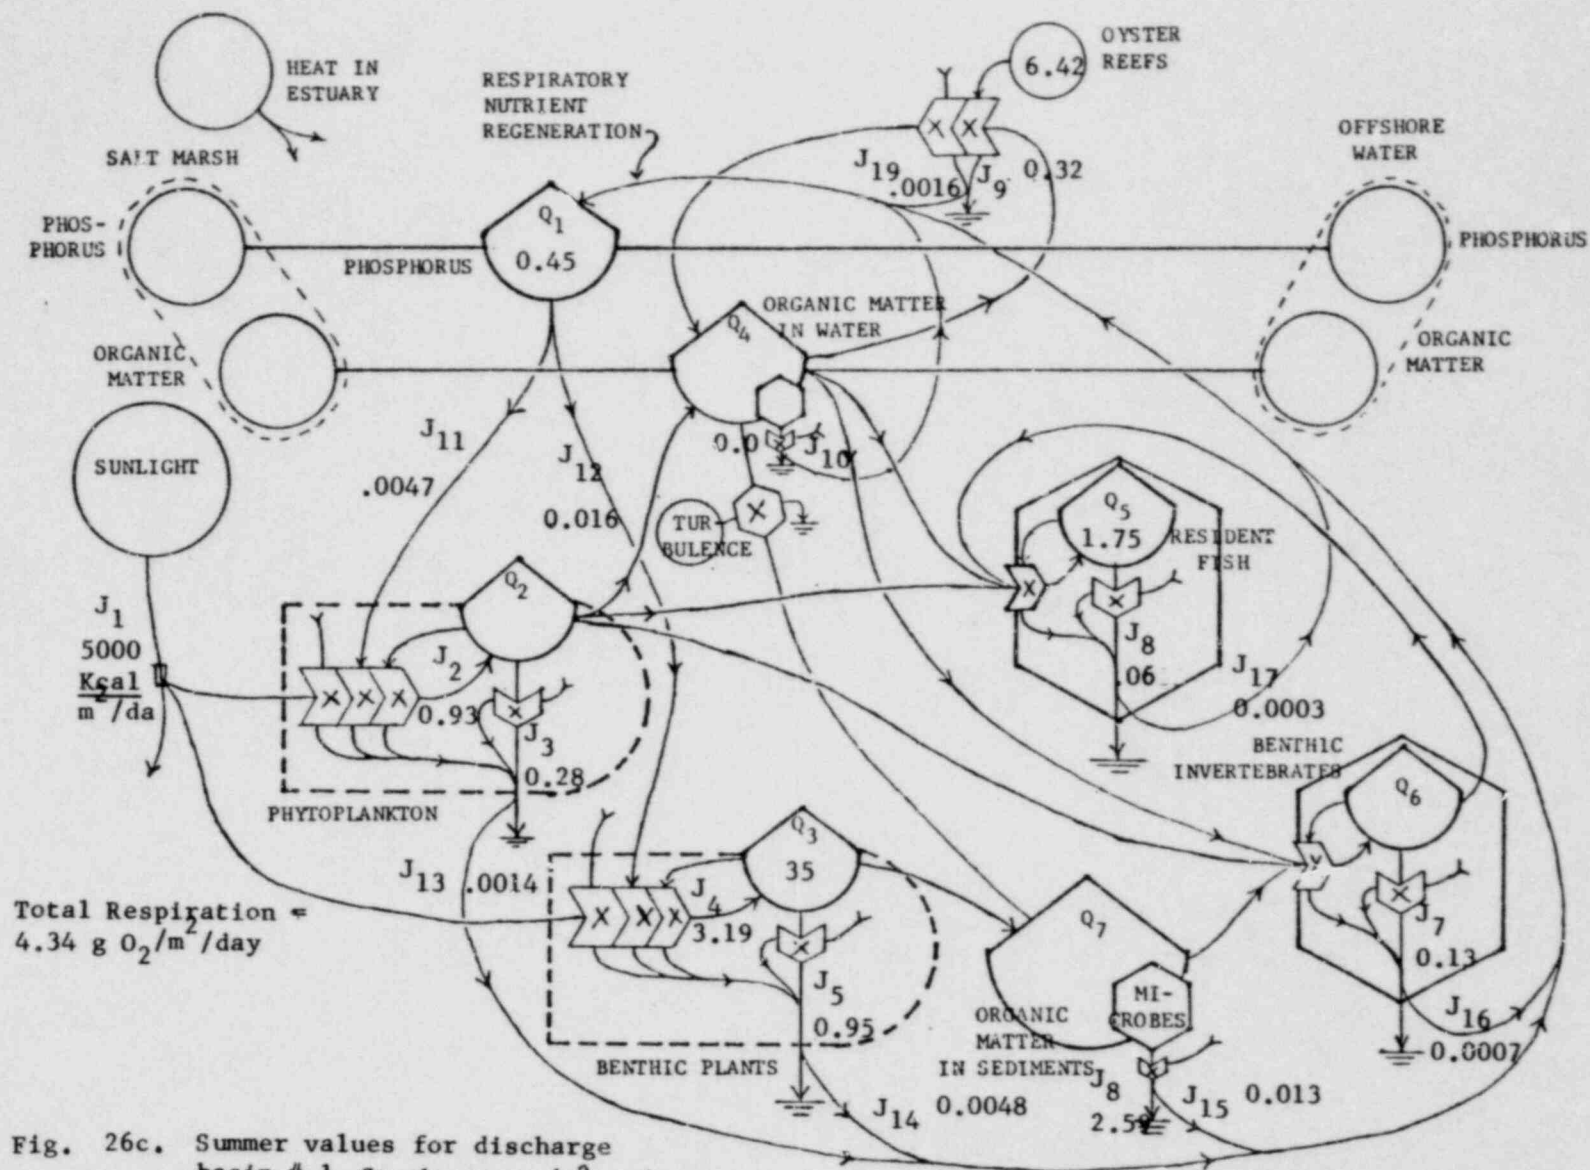 HEAT IN
ESTUARY
RESPIRATORY
NUTRIENT
REGENERATION
OYSTER
REEFS
6.42
OFFSHORE
WATER
SALT MARSH
PHOS-
PHORUS
J19
.0016
J9
0.32
Q1
0.45
PHOSPHORUS
PHOSPHORUS
ORGANIC MATTER
IN WATER
Q4
ORGANIC
MATTER
ORGANIC
MATTER
SUNLIGHT
J11
.0047
J12
0.016
0.0
J10
TUR
BULENCE
Q5
1.75
RESIDENT
FISH
J8
.06
J17
0.0003
J1
5000
Kcal
m2/da
Q2
J2
0.93
J3
0.28
PHYTOPLANKTON
BENTHIC
INVERTEBRATES
Q6
J7
0.13
J16
0.0007
J13 .0014
Q3
35
J4
3.19
J5
0.95
BENTHIC PLANTS
Total Respiration =
4.34 g O2/m2/day
Q7
MI-
CROBES
ORGANIC
MATTER
IN SEDIMENTS
J8
J14 0.0048
J15 0.013
Fig. 26c. Summer values for discharge